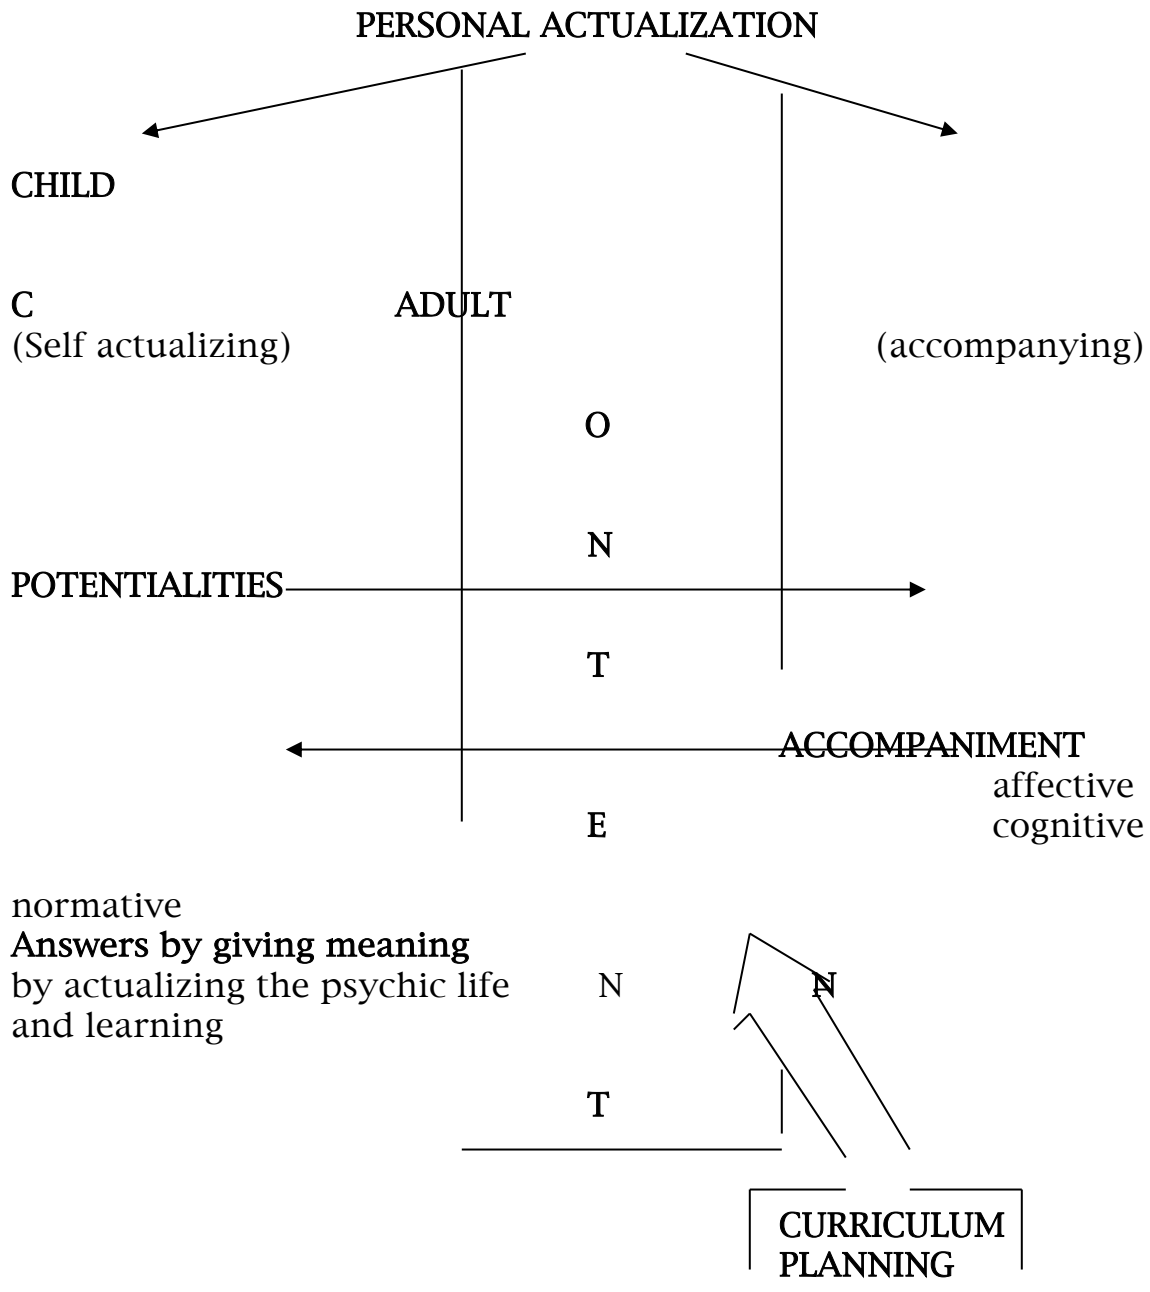 PERSONAL ACTUALIZATION
CHILD
C ADULT
(Self actualizing) (accompanying)
O
N
POTENTIALITIES
T
ACCOMPANIMENT
affective
E cognitive
normative
Answers by giving meaning
by actualizing the psychic life N N
and learning
T
CURRICULUM
PLANNING